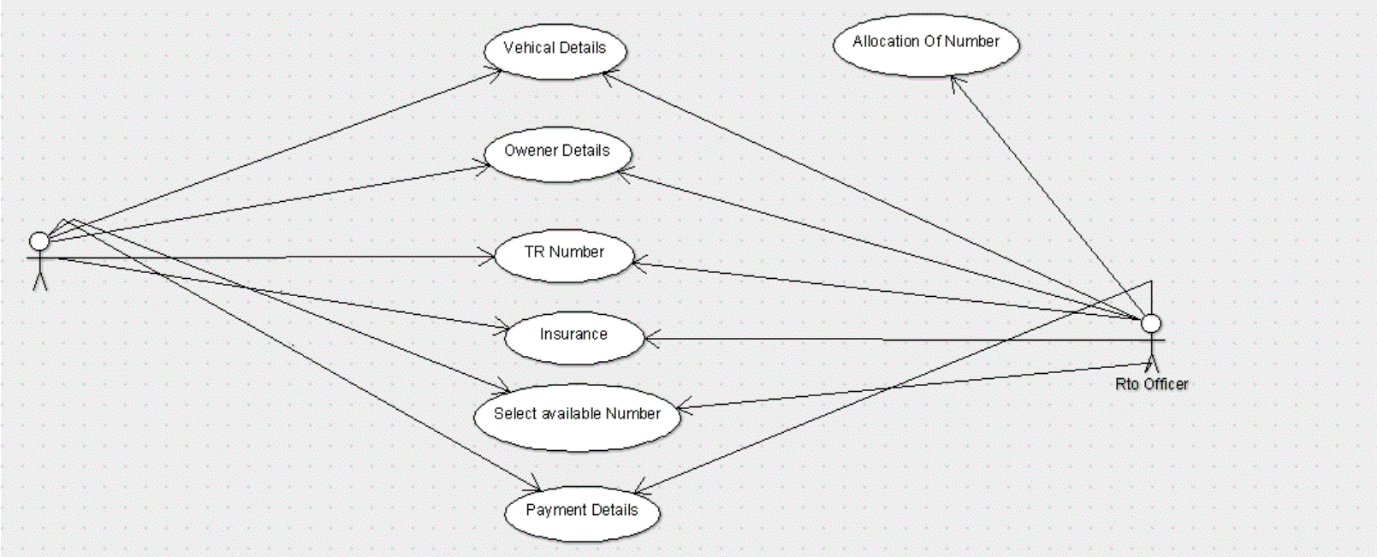 Vehical Details
Allocation Of Number
Owener Details
TR Number
Insurance
Rto Officer
Select available Number
Payment Details